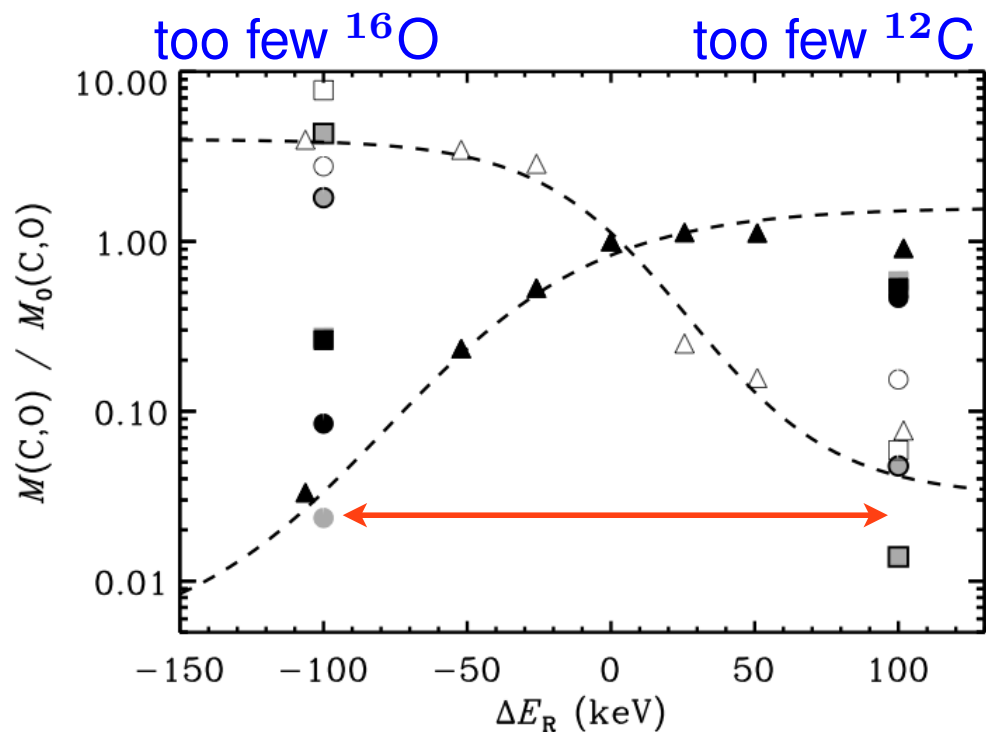 too few ¹⁶O
too few ¹²C
10.00
1.00
0.10
0.01
M(C,O) / M₀(C,O)
−150
−100
−50
0
50
100
ΔE_R (keV)